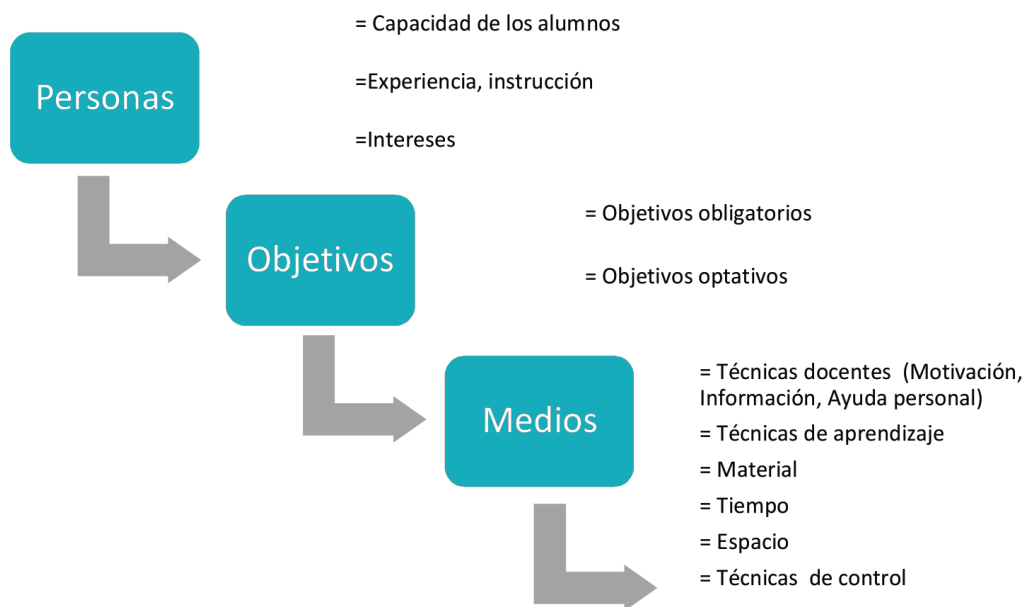 = Capacidad de los alumnos
Personas
=Experiencia, instrucción
=Intereses
= Objetivos obligatorios
Objetivos
= Objetivos optativos
= Técnicas docentes  (Motivación,
Información, Ayuda personal)
Medios
= Técnicas de aprendizaje
= Material
= Tiempo
= Espacio
= Técnicas  de control